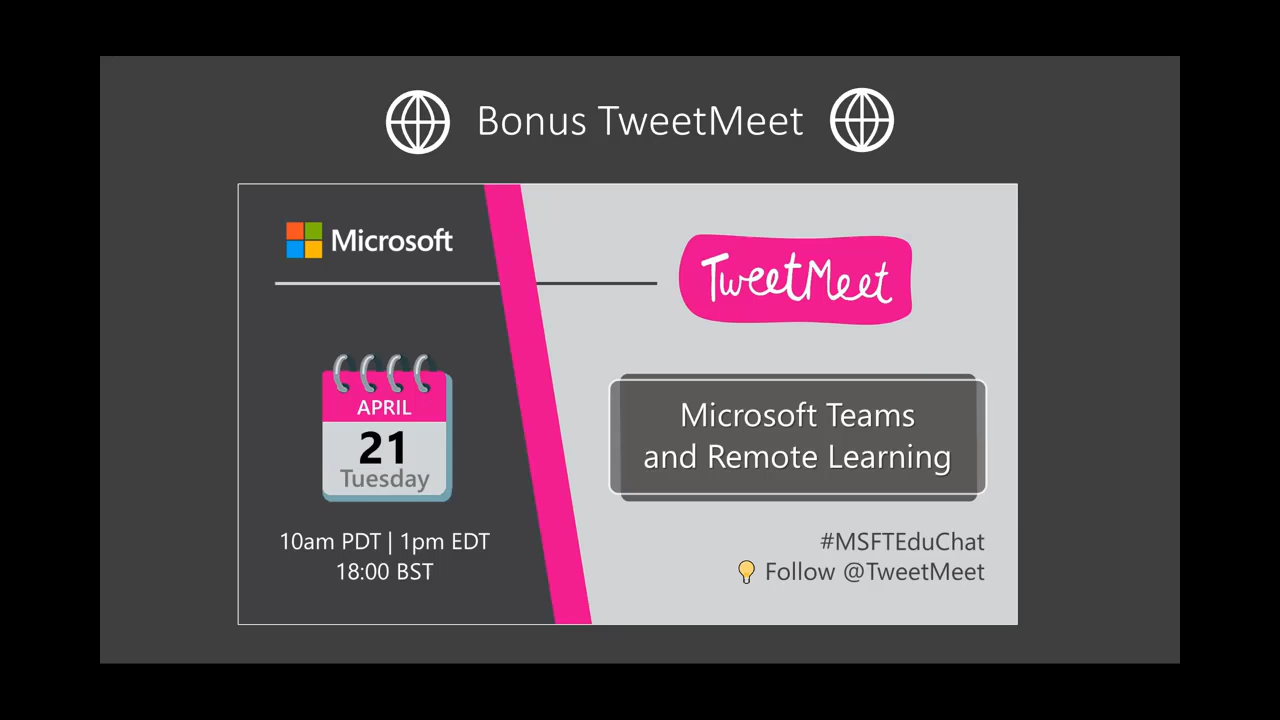 Bonus TweetMeet
Microsoft
TweetMeet
APRIL
21
Tuesday
Microsoft Teams
and Remote Learning
10am PDT | 1pm EDT
18:00 BST
#MSFTEduChat
Follow @TweetMeet